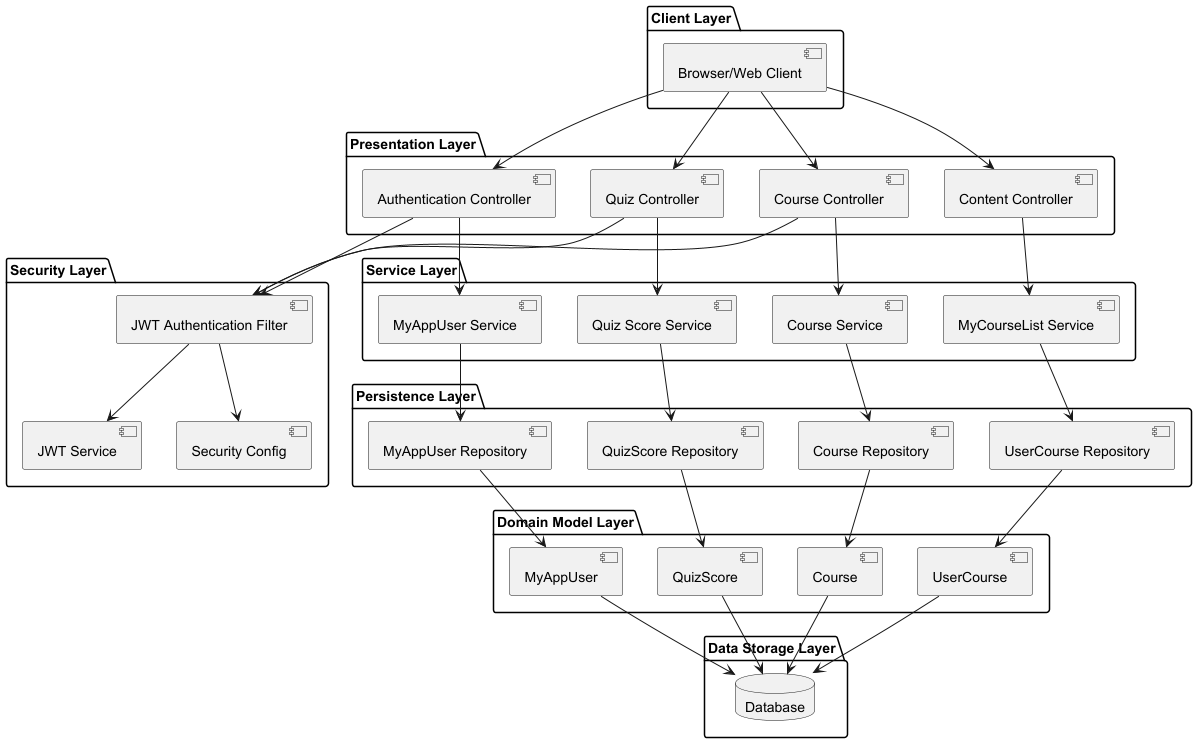 Client Layer
Browser/Web Client
Presentation Layer
Authentication Controller
Quiz Controller
Course Controller
Content Controller
Security Layer
JWT Authentication Filter
JWT Service
Security Config
Service Layer
MyAppUser Service
Quiz Score Service
Course Service
MyCourseList Service
Persistence Layer
MyAppUser Repository
QuizScore Repository
Course Repository
UserCourse Repository
Domain Model Layer
MyAppUser
QuizScore
Course
UserCourse
Data Storage Layer
Database